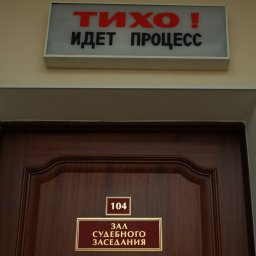 ТИХО !
ИДЕТ ПРОЦЕСС
104
ЗАЛ
СУДЕБНОГО
ЗАСЕДАНИЯ